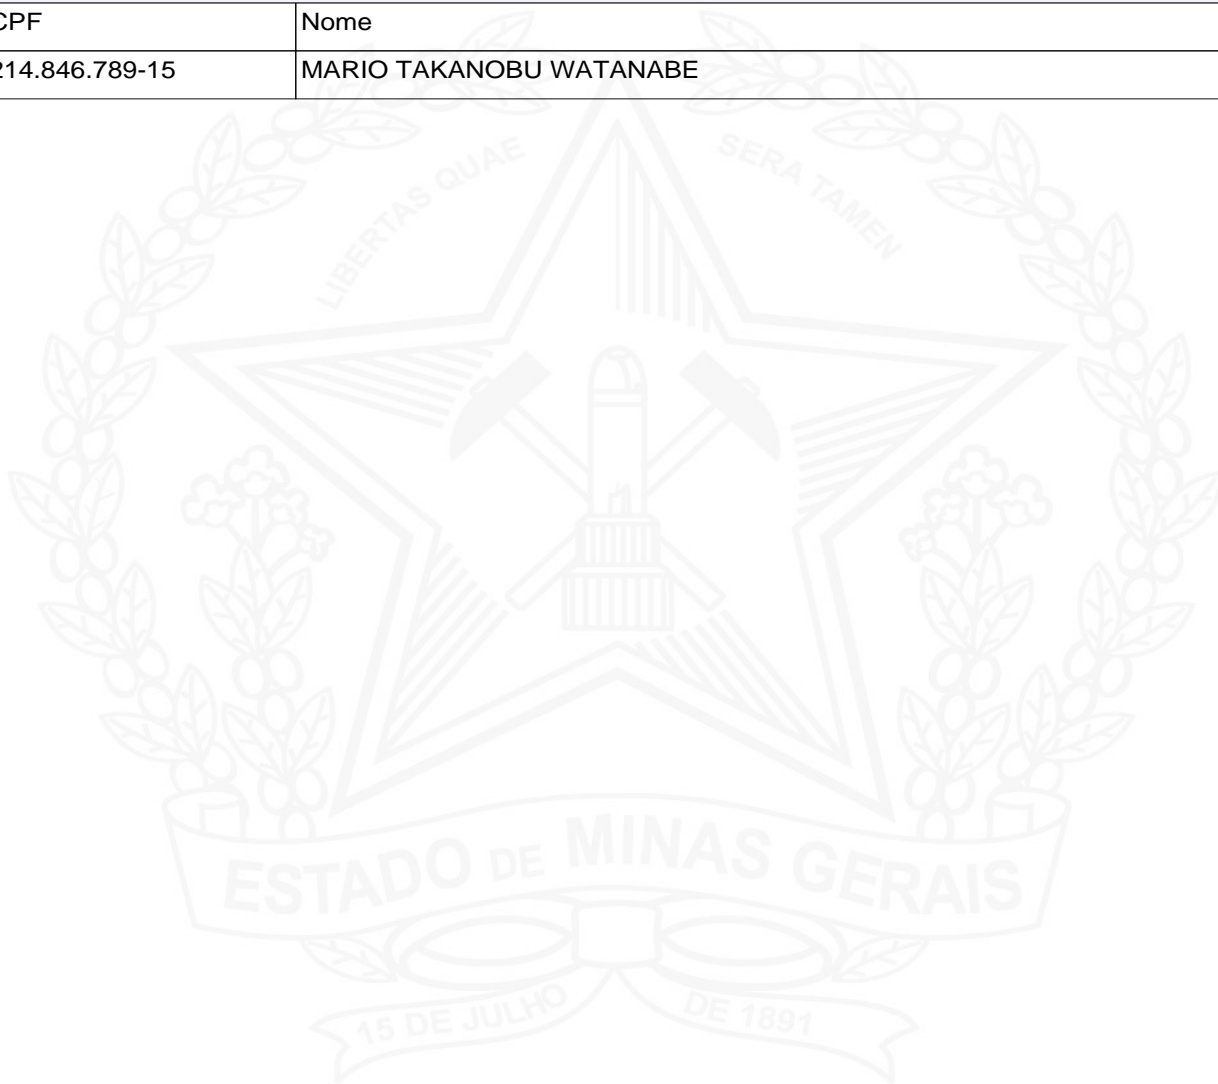 CPF Nome
214.846.789-15 MARIO TAKANOBU WATANABE
LIBERTAS QUAE SERA TAMEN
ESTADO DE MINAS GERAIS
15 DE JULHO DE 1891